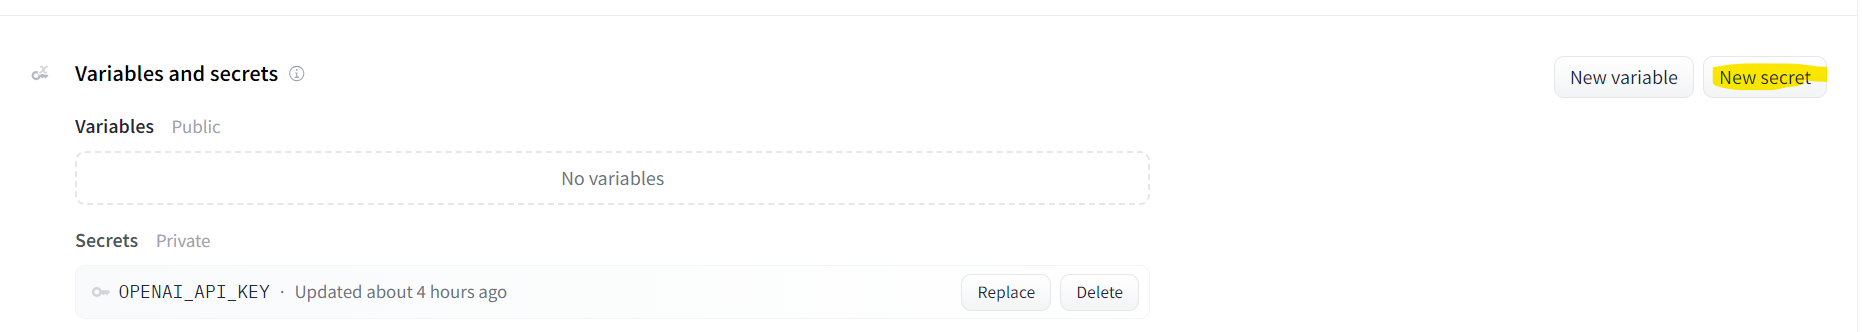 Variables and secrets
New variable
New secret
Variables Public
No variables
Secrets Private
OPENAI_API_KEY · Updated about 4 hours ago
Replace
Delete